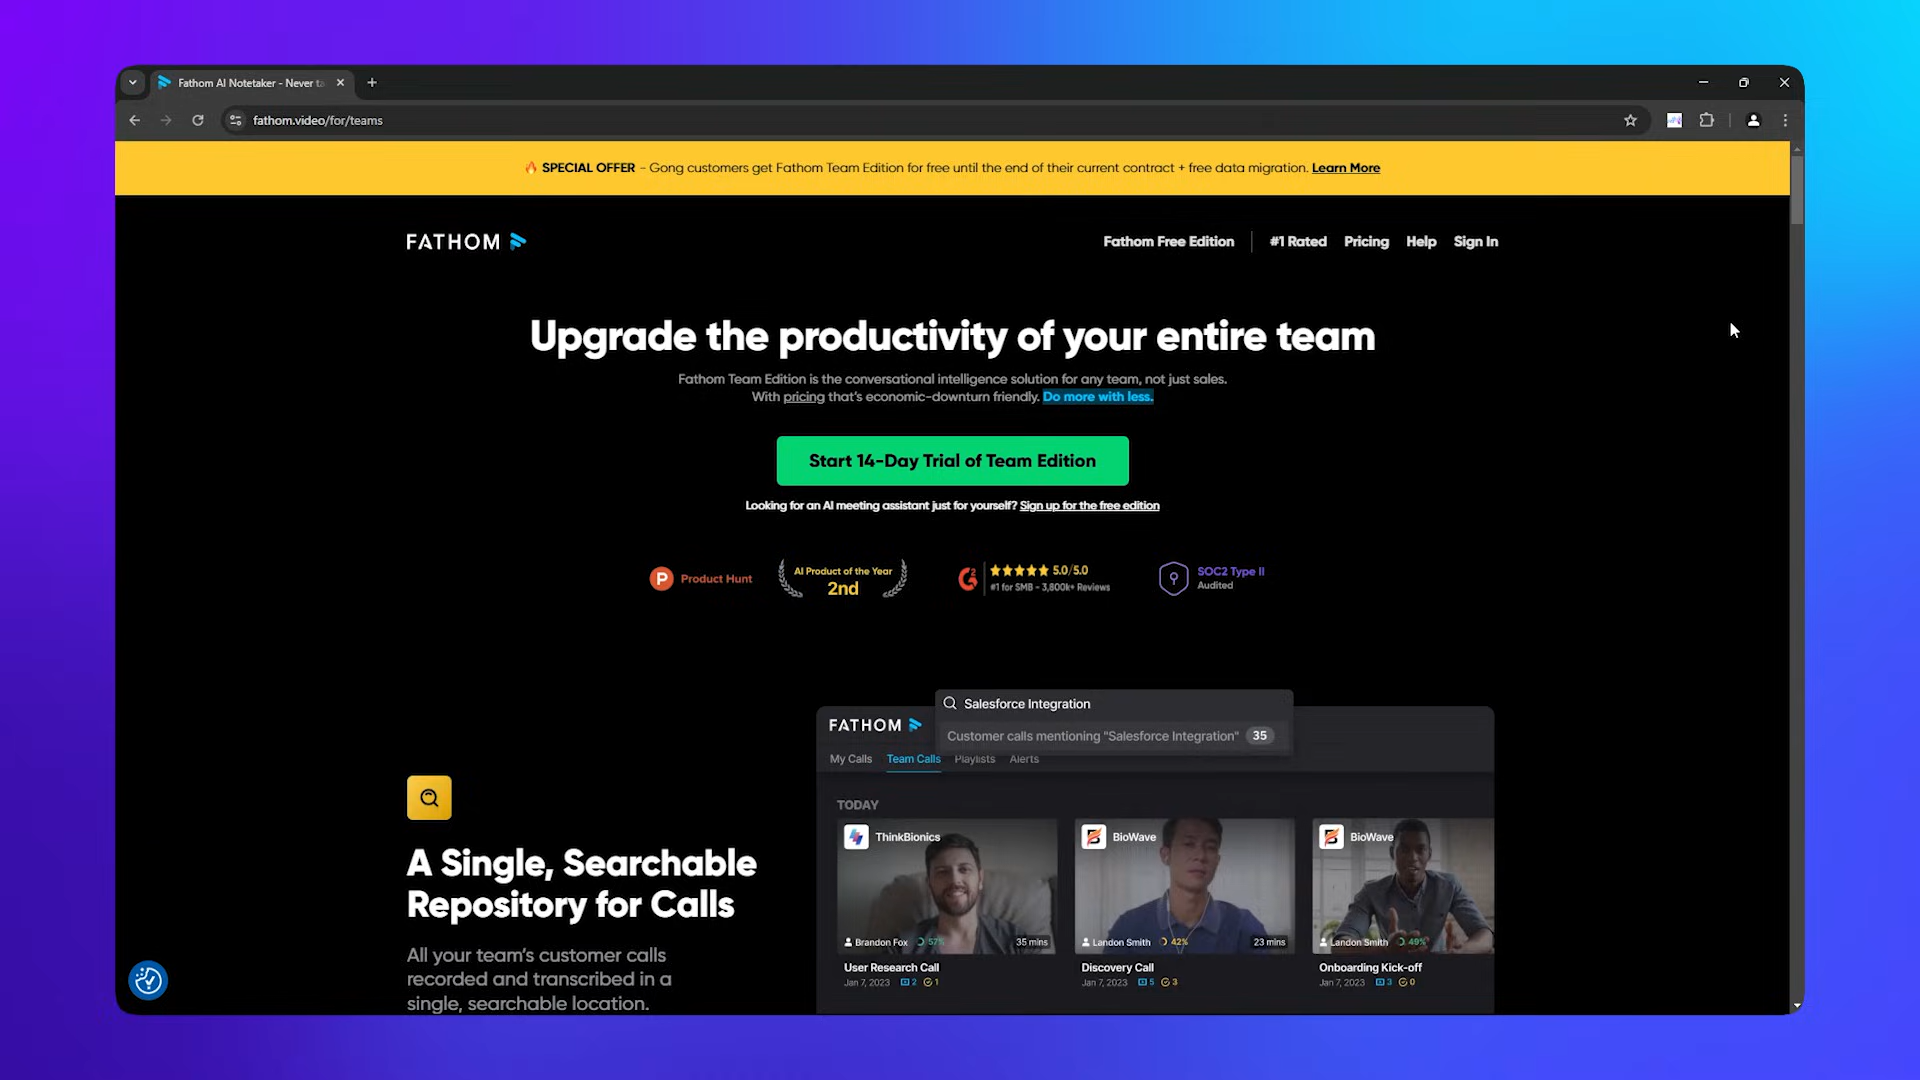 Fathom AI Notetaker - Never ta
fathom.video/for/teams
🔥 SPECIAL OFFER - Gong customers get Fathom Team Edition for free until the end of their current contract + free data migration. Learn More
FATHOM
Fathom Free Edition #1 Rated Pricing Help Sign In
Upgrade the productivity of your entire team
Fathom Team Edition is the conversational intelligence solution for any team, not just sales.
With pricing that's economic-downturn friendly. Do more with less.
Start 14-Day Trial of Team Edition
Looking for an AI meeting assistant just for yourself? Sign up for the free edition
P Product Hunt
AI Product of the Year
2nd
5.0/5.0
#1 for SMB - 3,800k+ Reviews
SOC2 Type II
Audited
Salesforce Integration
Customer calls mentioning "Salesforce Integration" 35
FATHOM
My Calls Team Calls Playlists Alerts
TODAY
ThinkBionics
Brandon Fox 57% 35 mins
User Research Call
Jan 7, 2023 2 1
BioWave
Landon Smith 42% 23 mins
Discovery Call
Jan 7, 2023 5 3
BioWave
Landon Smith 49%
Onboarding Kick-off
Jan 7, 2023 3 0
A Single, Searchable
Repository for Calls
All your team's customer calls
recorded and transcribed in a
single, searchable location.